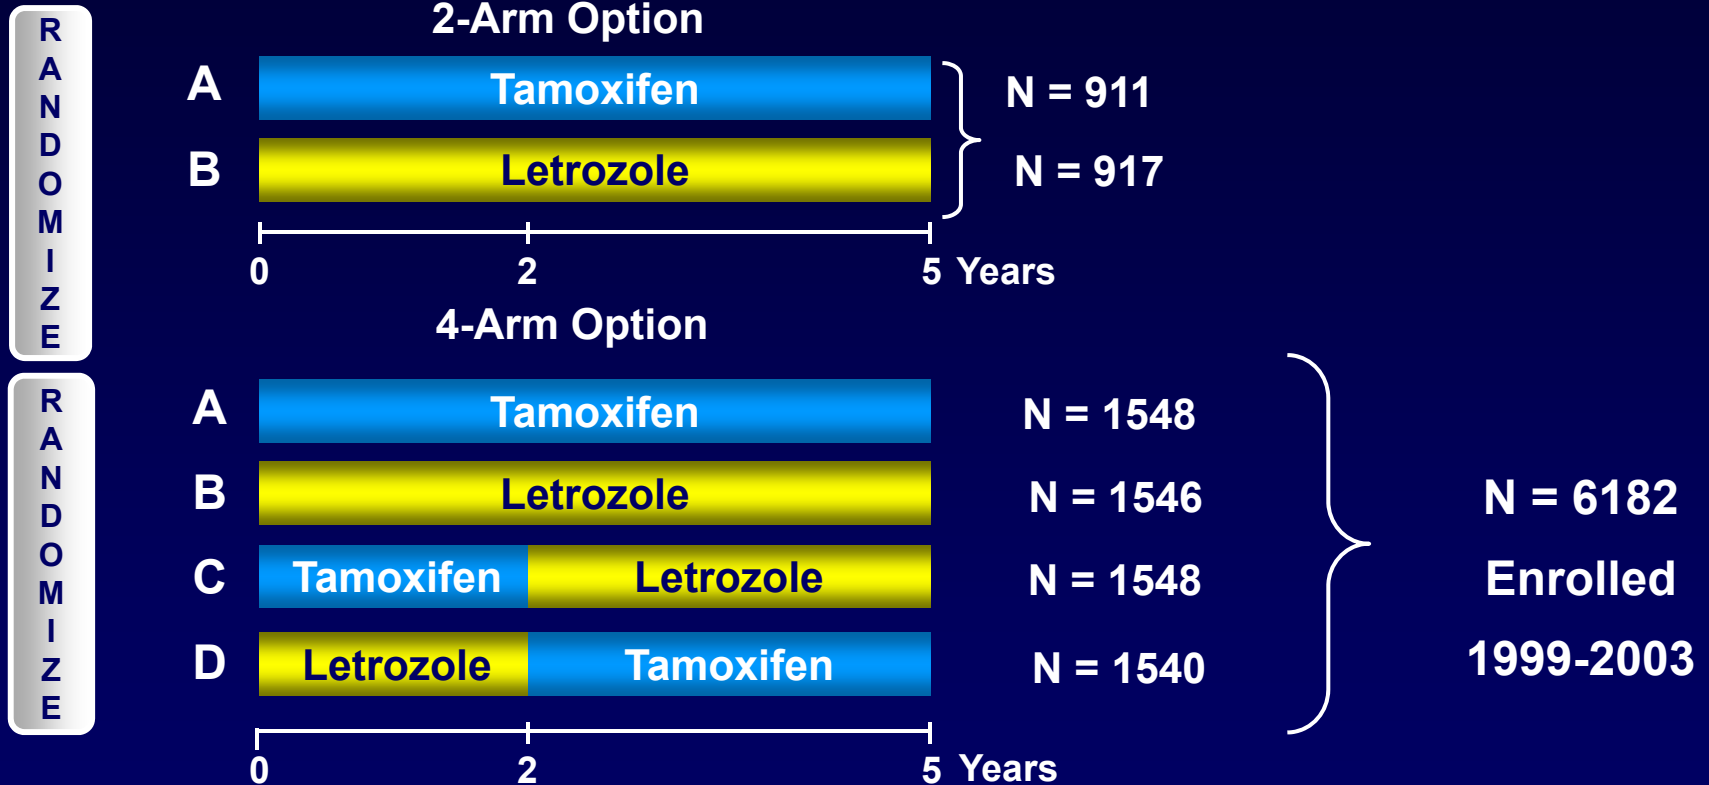 RANDOMIZE
2-Arm Option
A Tamoxifen N = 911
B Letrozole N = 917
0 2 5 Years
4-Arm Option
RANDOMIZE
A Tamoxifen N = 1548
B Letrozole N = 1546
C Tamoxifen Letrozole N = 1548
D Letrozole Tamoxifen N = 1540
0 2 5 Years
N = 6182
Enrolled
1999-2003